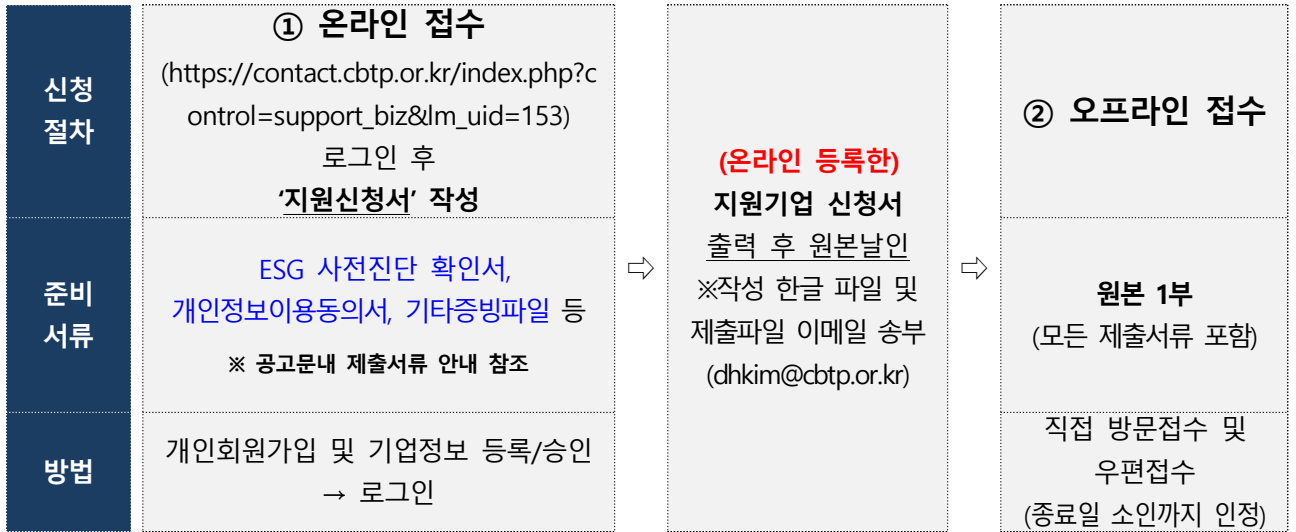 신청
절차
① 온라인 접수
(https://contact.cbtp.or.kr/index.php?c
ontrol=support_biz&lm_uid=153)
로그인 후
‘지원신청서’ 작성
준비
서류
ESG 사전진단 확인서,
개인정보이용동의서, 기타증빙파일 등
※ 공고문내 제출서류 안내 참조
방법
개인회원가입 및 기업정보 등록/승인
→ 로그인
⇨
(온라인 등록한)
지원기업 신청서
출력 후 원본날인
※작성 한글 파일 및
제출파일 이메일 송부
(dhkim@cbtp.or.kr)
⇨
② 오프라인 접수
원본 1부
(모든 제출서류 포함)
직접 방문접수 및
우편접수
(종료일 소인까지 인정)